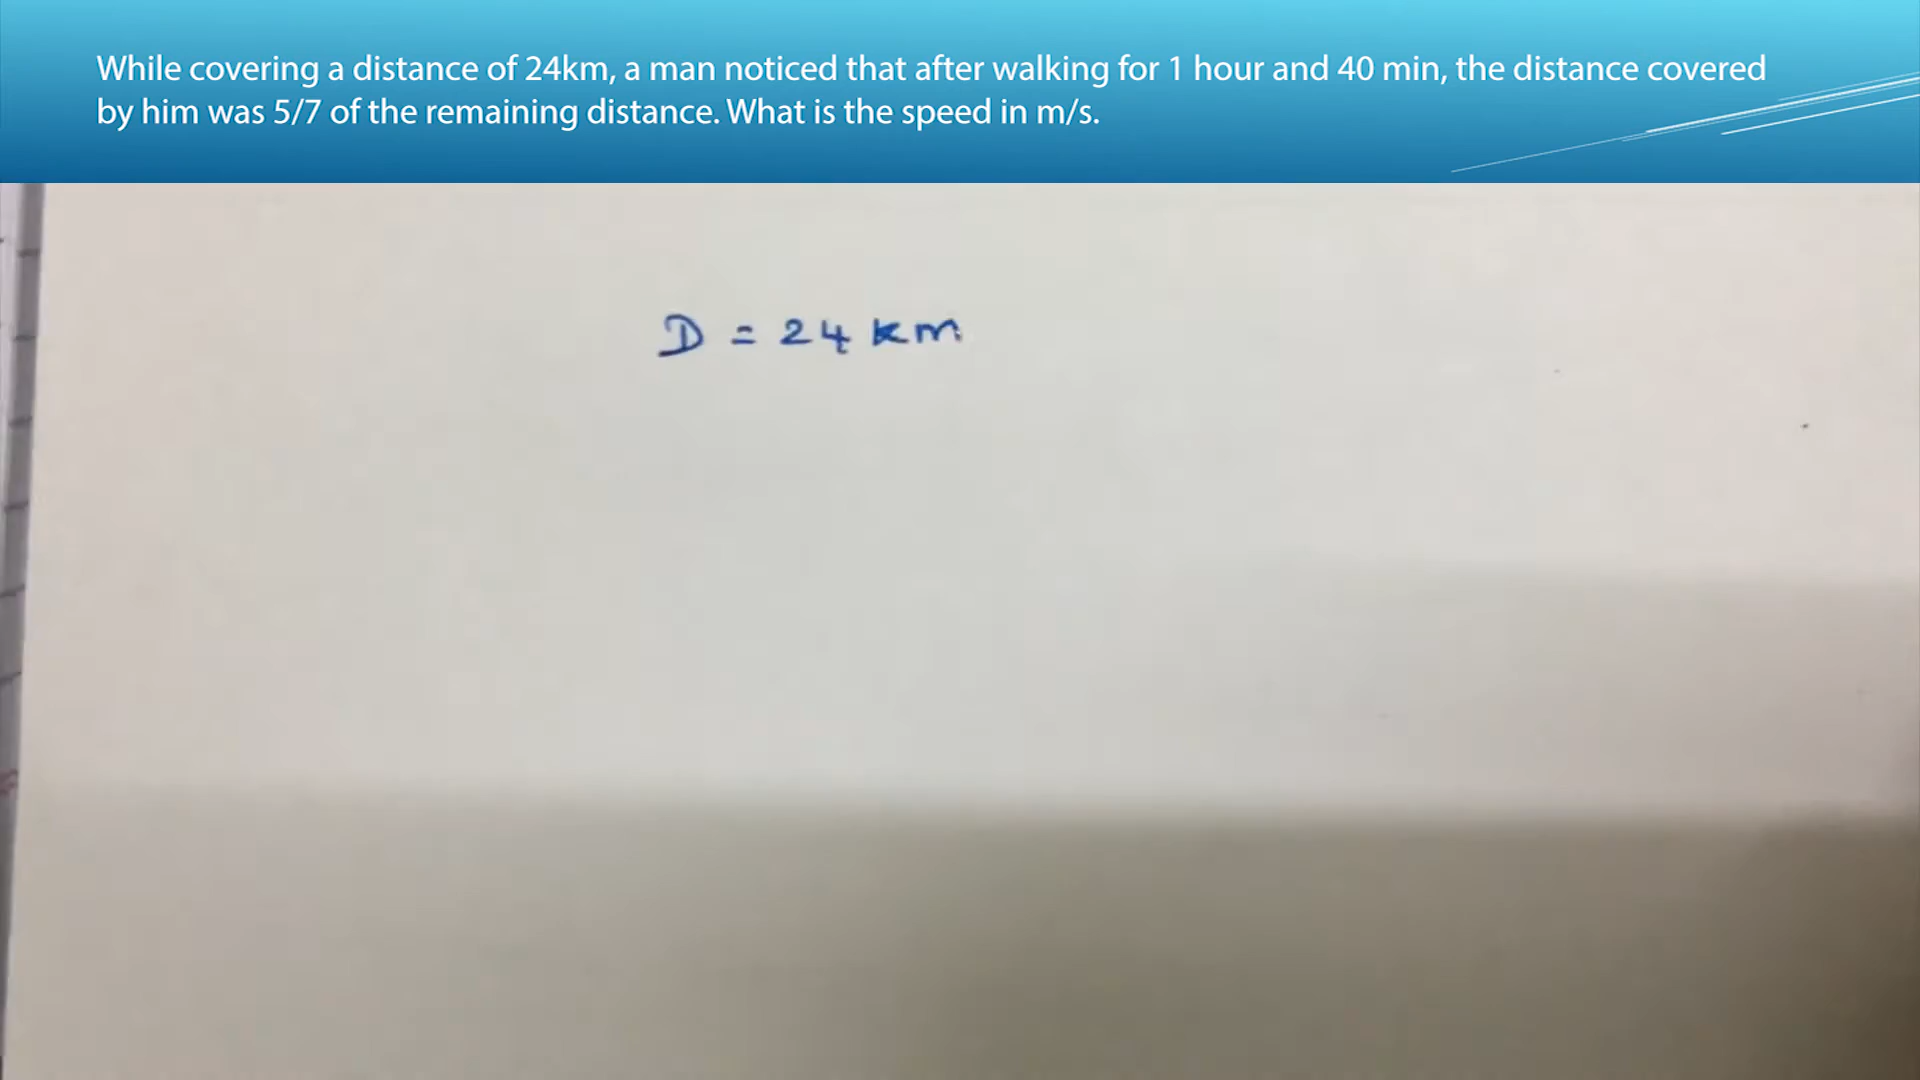 While covering a distance of 24km, a man noticed that after walking for 1 hour and 40 min, the distance covered
by him was 5/7 of the remaining distance. What is the speed in m/s.
D = 24 km